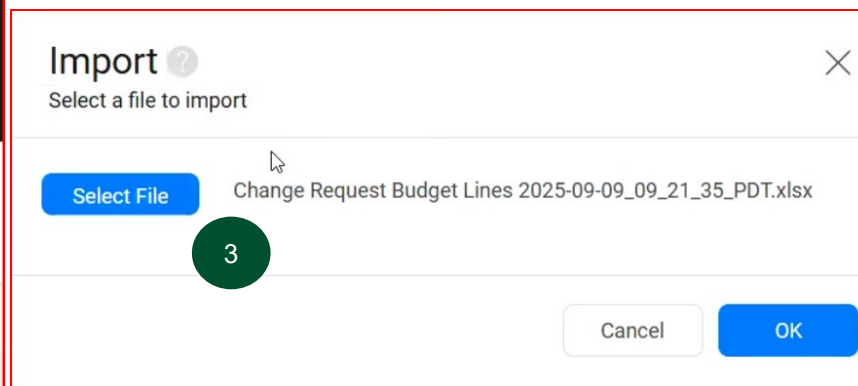 Import ?
Select a file to import
Select File
Change Request Budget Lines 2025-09-09_09_21_35_PDT.xlsx
3
Cancel
OK